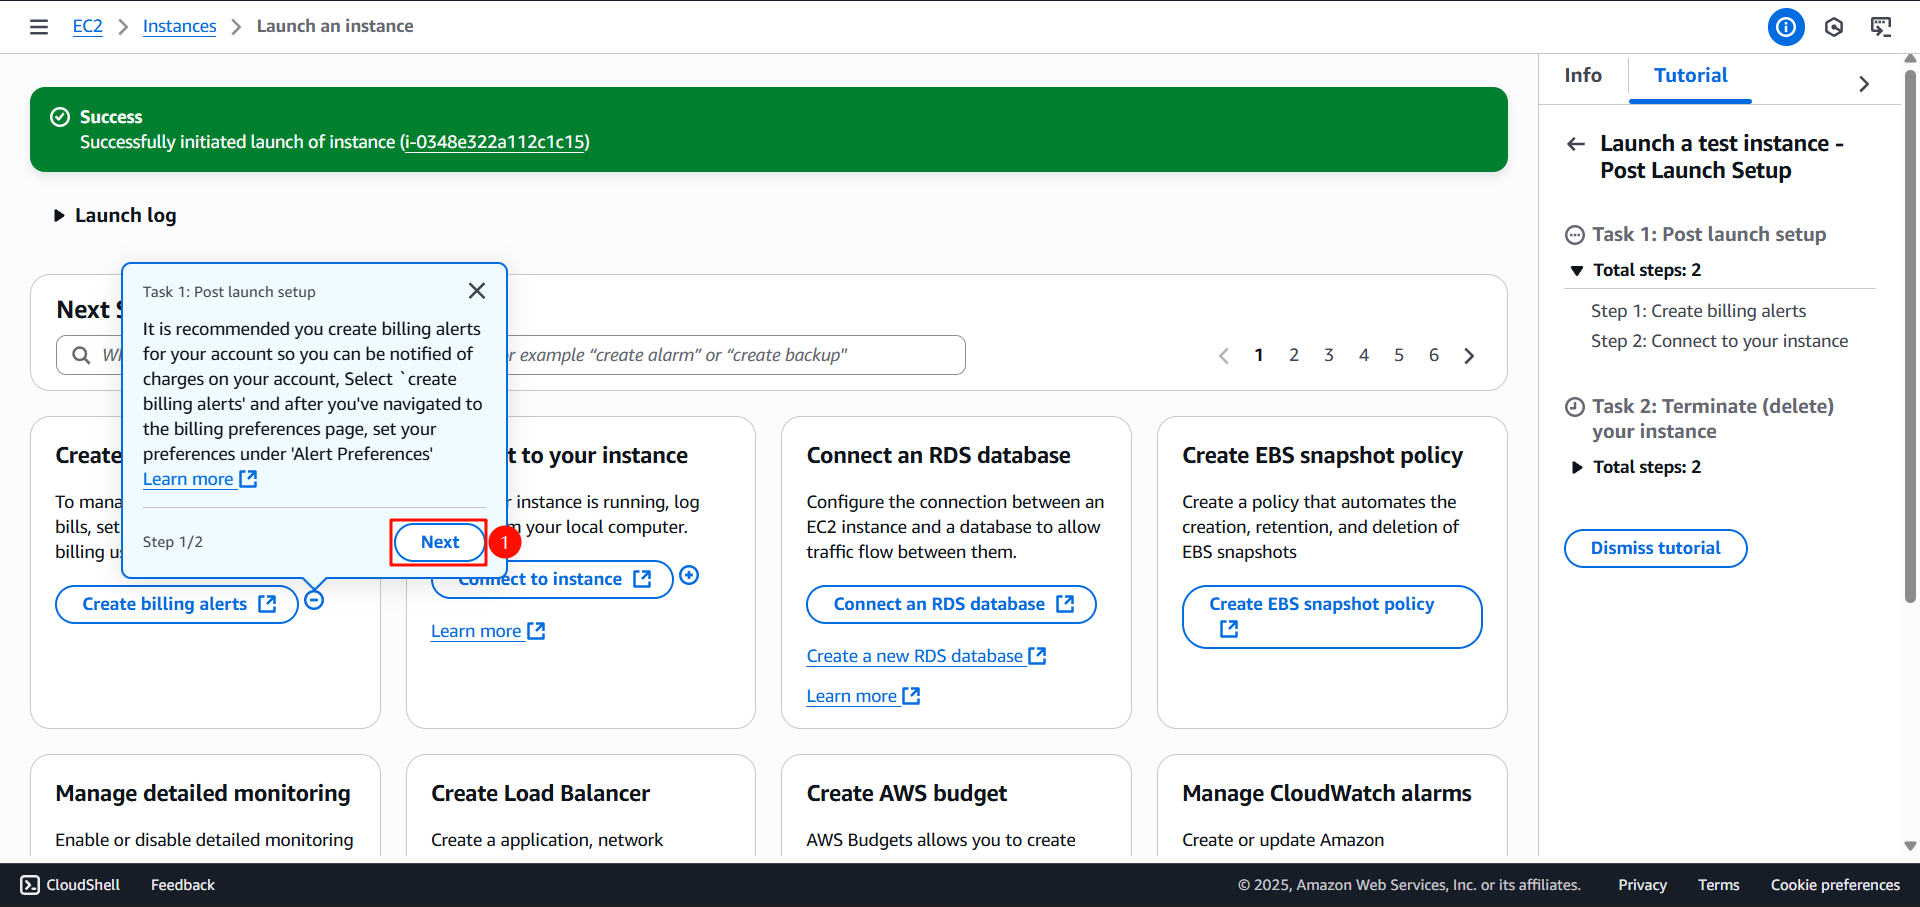 EC2
Instances
Launch an instance
Success
Successfully initiated launch of instance (i-0348e322a112c1c15)
Launch log
Task 1: Post launch setup
It is recommended you create billing alerts
for your account so you can be notified of
charges on your account, Select `create
billing alerts' and after you've navigated to
the billing preferences page, set your
preferences under 'Alert Preferences'
Learn more
Step 1/2
Next
1
Next S
or example “create alarm” or “create backup"
1 2 3 4 5 6
Create
To mana
bills, set
billing u
Create billing alerts
t to your instance
instance is running, log
m your local computer.
Connect to instance
Learn more
Connect an RDS database
Configure the connection between an
EC2 instance and a database to allow
traffic flow between them.
Connect an RDS database
Create a new RDS database
Learn more
Create EBS snapshot policy
Create a policy that automates the
creation, retention, and deletion of
EBS snapshots
Create EBS snapshot policy
Manage detailed monitoring
Enable or disable detailed monitoring
Create Load Balancer
Create a application, network
Create AWS budget
AWS Budgets allows you to create
Manage CloudWatch alarms
Create or update Amazon
Info
Tutorial
Launch a test instance -
Post Launch Setup
Task 1: Post launch setup
Total steps: 2
Step 1: Create billing alerts
Step 2: Connect to your instance
Task 2: Terminate (delete)
your instance
Total steps: 2
Dismiss tutorial
CloudShell
Feedback
© 2025, Amazon Web Services, Inc. or its affiliates.
Privacy
Terms
Cookie preferences